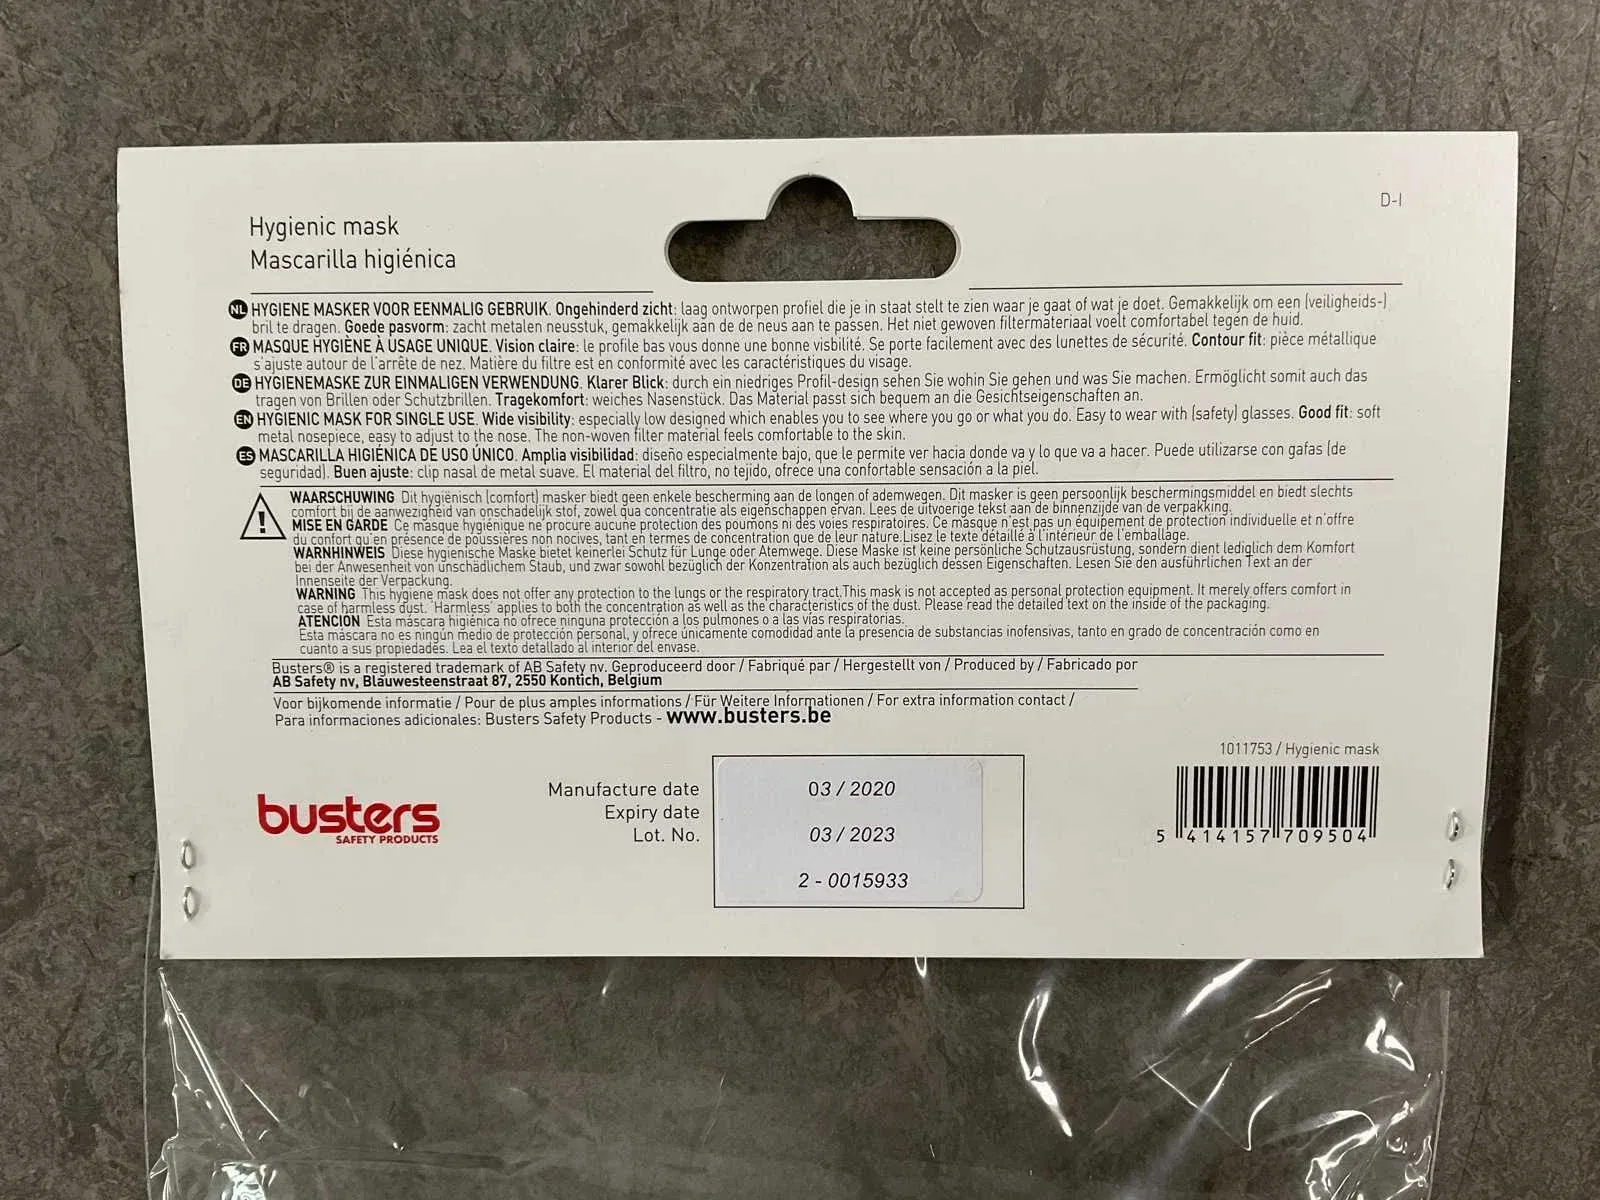 D-I
Hygienic mask
Mascarilla higiénica
NL HYGIENE MASKER VOOR EENMALIG GEBRUIK. Ongehinderd zicht: laag ontworpen profiel die je in staat stelt te zien waar je gaat of wat je doet. Gemakkelijk om een (veiligheids-)
bril te dragen. Goede pasvorm: zacht metalen neusstuk, gemakkelijk aan de de neus aan te passen. Het niet gewoven filtermateriaal voelt comfortabel tegen de huid.
FR MASQUE HYGIÈNE À USAGE UNIQUE. Vision claire: le profile bas vous donne une bonne visbilité. Se porte facilement avec des lunettes de sécurité. Contour fit: pièce métallique
s'ajuste autour de l'arrête de nez. Matière du filtre est en conformité avec les caractéristiques du visage.
DE HYGIENEMASKE ZUR EINMALIGEN VERWENDUNG. Klarer Blick: durch ein niedriges Profil-design sehen Sie wohin Sie gehen und was Sie machen. Ermöglicht somit auch das
tragen von Brillen oder Schutzbrillen. Tragekomfort: weiches Nasenstück. Das Material passt sich bequem an die Gesichtseigenschaften an.
EN HYGIENIC MASK FOR SINGLE USE. Wide visibility: especially low designed which enables you to see where you go or what you do. Easy to wear with (safety) glasses. Good fit: soft
metal nosepiece, easy to adjust to the nose. The non-woven filter material feels comfortable to the skin.
ES MASCARILLA HIGIÉNICA DE USO ÚNICO. Amplia visibilidad: diseño especialmente bajo, que le permite ver hacia donde va y lo que va a hacer. Puede utilizarse con gafas (de
seguridad). Buen ajuste: clip nasal de metal suave. El material del filtro, no tejido, ofrece una confortable sensación a la piel.
WAARSCHUWING Dit hygiënisch (comfort) masker biedt geen enkele bescherming aan de longen of ademwegen. Dit masker is geen persoonlijk beschermingsmiddel en biedt slechts
comfort bij de aanwezigheid van onschadelijk stof, zowel qua concentratie als eigenschappen ervan. Lees de uitvoerige tekst aan de binnenzijde van de verpakking.
MISE EN GARDE Ce masque hygiénique ne procure aucune protection des poumons ni des voies respiratoires. Ce masque n'est pas un équipement de protection individuelle et n'offre
du confort qu'en présence de poussières non nocives, tant en termes de concentration que de leur nature.Lisez le texte détaillé à l'intérieur de l'emballage.
WARNHINWEIS Diese hygienische Maske bietet keinerlei Schutz für Lunge oder Atemwege. Diese Maske ist keine persönliche Schutzausrüstung, sondern dient lediglich dem Komfort
bei der Anwesenheit von unschädlichem Staub, und zwar sowohl bezüglich der Konzentration als auch bezüglich dessen Eigenschaften. Lesen Sie den ausführlichen Text an der
Innenseite der Verpackung.
WARNING This hygiene mask does not offer any protection to the lungs or the respiratory tract.This mask is not accepted as personal protection equipment. It merely offers comfort in
case of harmless dust. 'Harmless' applies to both the concentration as well as the characteristics of the dust. Please read the detailed text on the inside of the packaging.
ATENCION Esta máscara higiénica no ofrece ninguna protección a los pulmones o a las vías respiratorias.
Esta máscara no es ningún medio de protección personal, y ofrece únicamente comodidad ante la presencia de substancias inofensivas, tanto en grado de concentración como en
cuanto a sus propiedades. Lea el texto detallado al interior del envase.
Busters® is a registered trademark of AB Safety nv. Geproduceerd door / Fabriqué par / Hergestellt von / Produced by / Fabricado por
AB Safety nv, Blauwesteenstraat 87, 2550 Kontich, Belgium
Voor bijkomende informatie / Pour de plus amples informations / Für Weitere Informationen / For extra information contact /
Para informaciones adicionales: Busters Safety Products - www.busters.be
1011753 / Hygienic mask
5 414157 709504
busters
SAFETY PRODUCTS
Manufacture date
Expiry date
Lot. No.
03 / 2020
03 / 2023
2 - 0015933